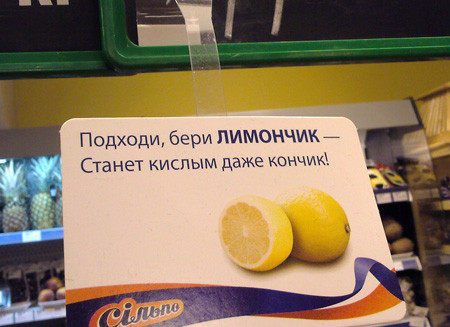 Подходи, бери ЛИМОНЧИК —
Станет кислым даже кончик!
Сільпо